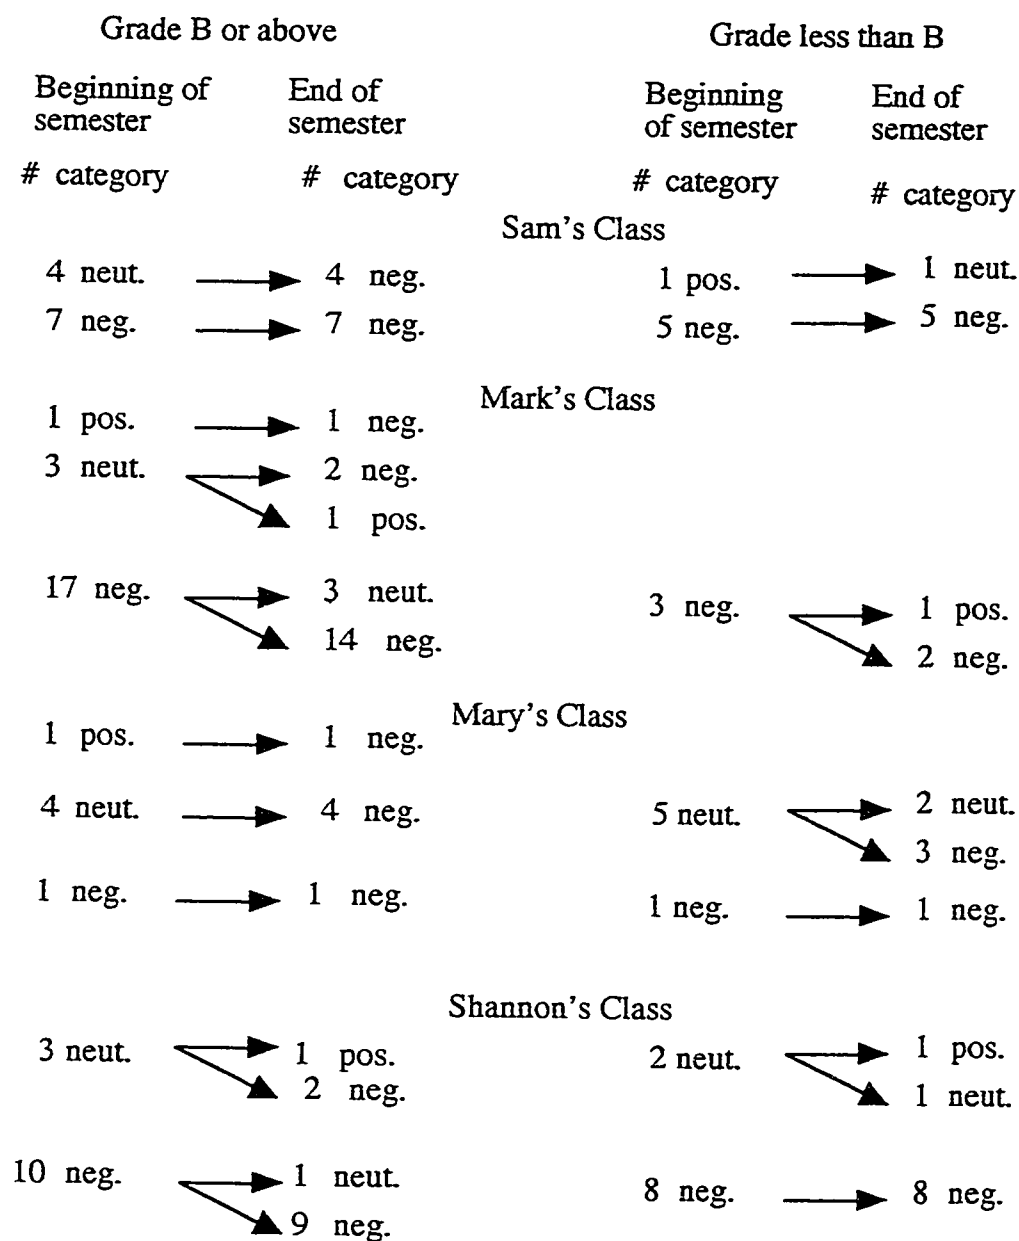 Grade B or above Grade less than B
Beginning of semester End of semester Beginning of semester End of semester
# category # category # category # category
Sam's Class
4 neut. 4 neg. 1 pos. 1 neut.
7 neg. 7 neg. 5 neg. 5 neg.
Mark's Class
1 pos. 1 neg.
3 neut. 2 neg.
1 pos.
17 neg. 3 neut. 3 neg. 1 pos.
14 neg. 2 neg.
Mary's Class
1 pos. 1 neg.
4 neut. 4 neg. 5 neut. 2 neut.
3 neg.
1 neg. 1 neg. 1 neg. 1 neg.
Shannon's Class
3 neut. 1 pos. 2 neut. 1 pos.
2 neg. 1 neut.
10 neg. 1 neut. 8 neg. 8 neg.
9 neg.